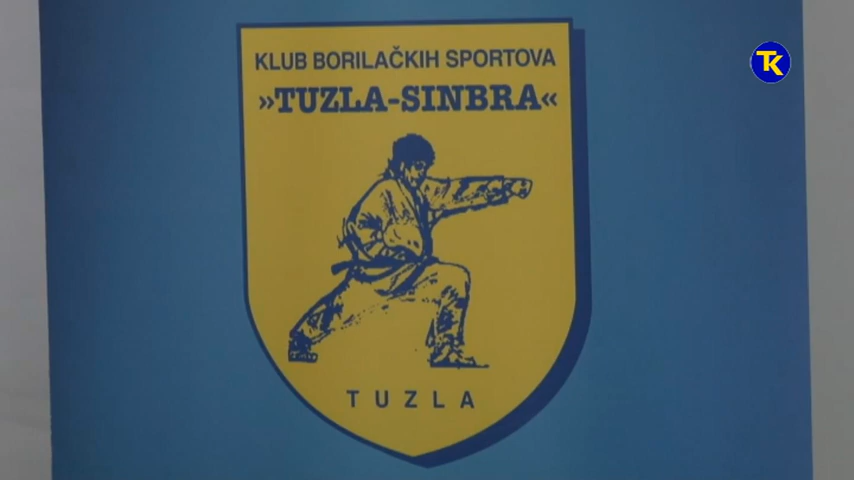 KLUB BORILAČKIH SPORTOVA
»TUZLA-SINBRA«
TUZLA
TK